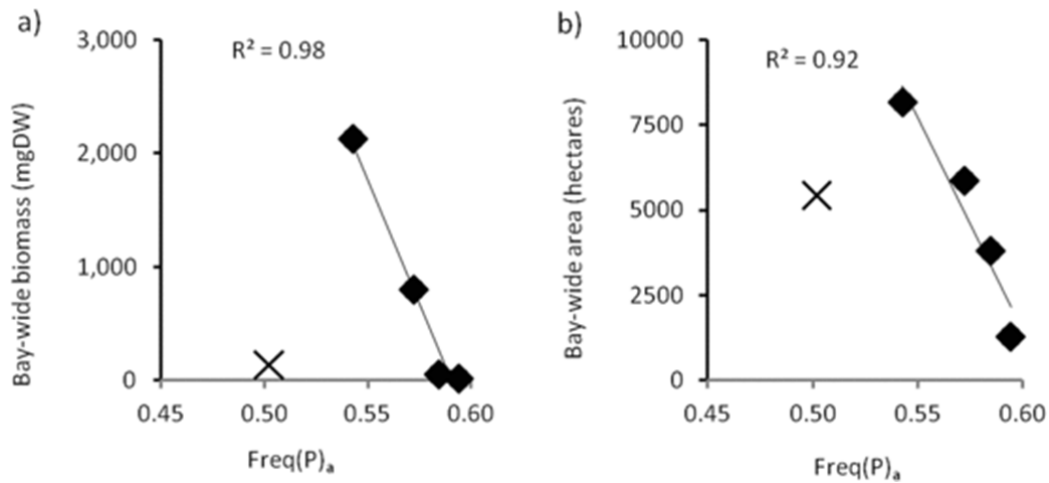 a)
Bay-wide biomass (mgDW)
3,000
2,000
1,000
0
R² = 0.98
0.45 0.50 0.55 0.60
Freq(P)ₐ
b)
Bay-wide area (hectares)
10000
7500
5000
2500
0
R² = 0.92
0.45 0.50 0.55 0.60
Freq(P)ₐ